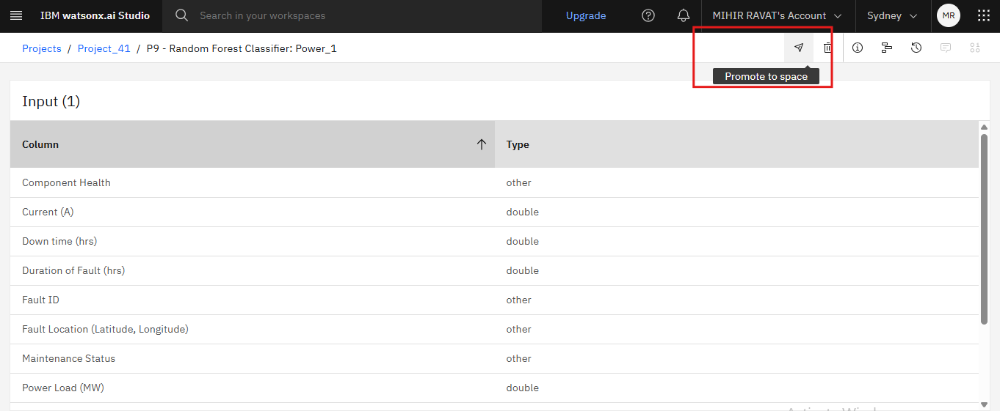 IBM watsonx.ai Studio Search in your workspaces Upgrade MIHIR RAVAT's Account Sydney MR
Projects / Project_41 / P9 - Random Forest Classifier: Power_1
Promote to space
Input (1)
Column Type
Component Health other
Current (A) double
Down time (hrs) double
Duration of Fault (hrs) double
Fault ID other
Fault Location (Latitude, Longitude) other
Maintenance Status other
Power Load (MW) double